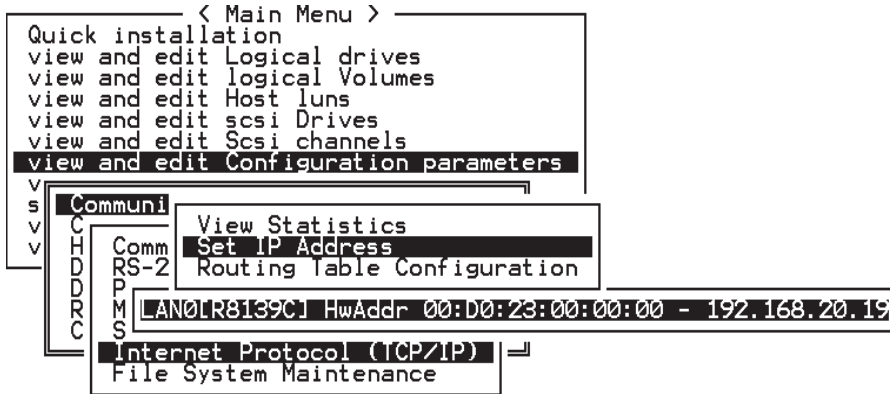 < Main Menu >
Quick installation
view and edit Logical drives
view and edit logical Volumes
view and edit Host luns
view and edit scsi Drives
view and edit Scsi channels
view and edit Configuration parameters
v
s Communi
v C View Statistics
v H Comm Set IP Address
D RS-2 Routing Table Configuration
D P
R M LAN0[R8139C] HwAddr 00:D0:23:00:00:00 - 192.168.20.19
C S
Internet Protocol (TCP/IP)
File System Maintenance